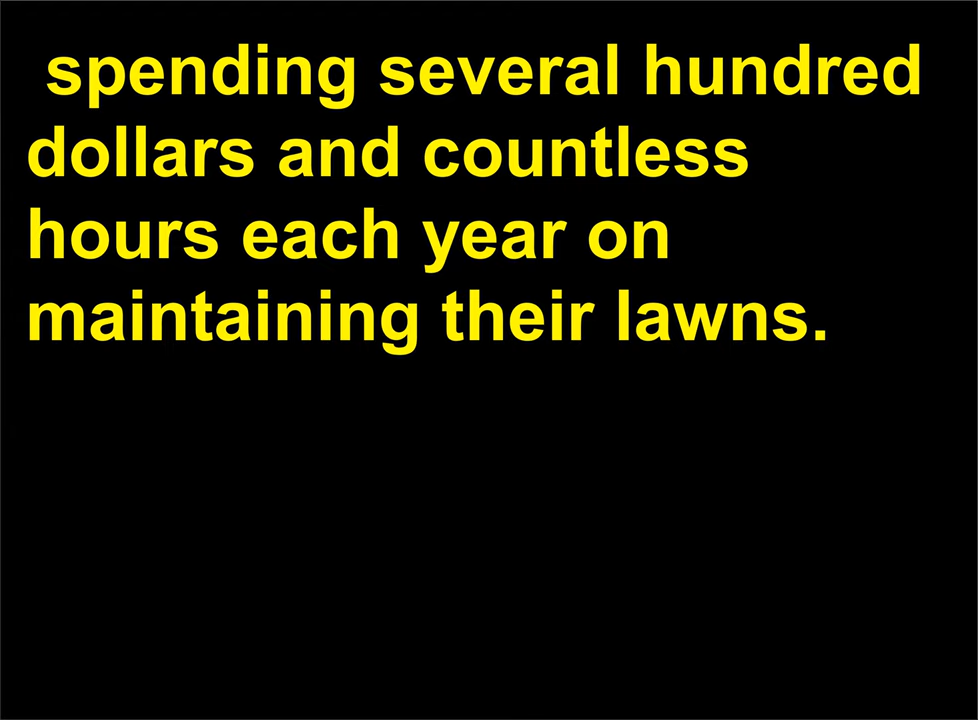 spending several hundred
dollars and countless
hours each year on
maintaining their lawns.